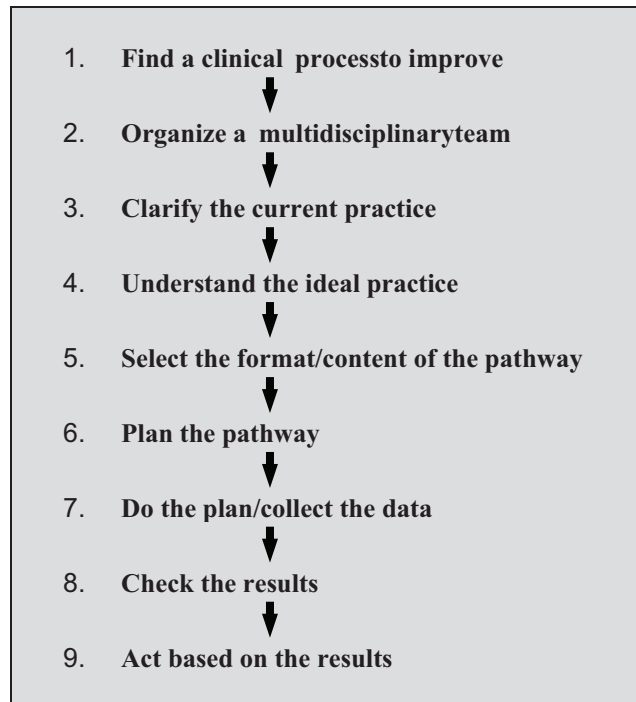 1. Find a clinical processto improve
2. Organize a multidisciplinaryteam
3. Clarify the current practice
4. Understand the ideal practice
5. Select the format/content of the pathway
6. Plan the pathway
7. Do the plan/collect the data
8. Check the results
9. Act based on the results